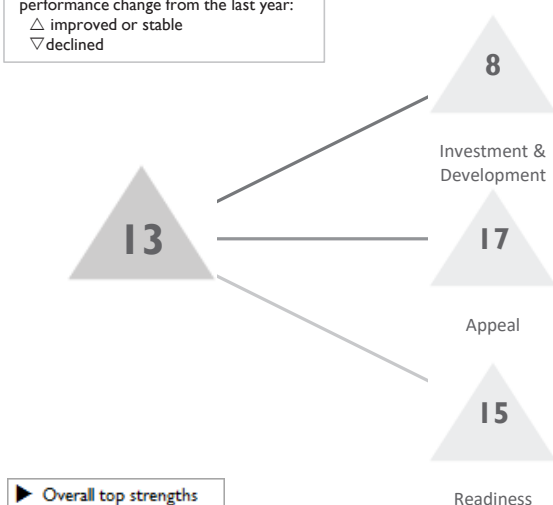 performance change from the last year:
△ improved or stable
▽ declined
8
Investment &
Development
13
17
Appeal
15
Readiness
▶ Overall top strengths